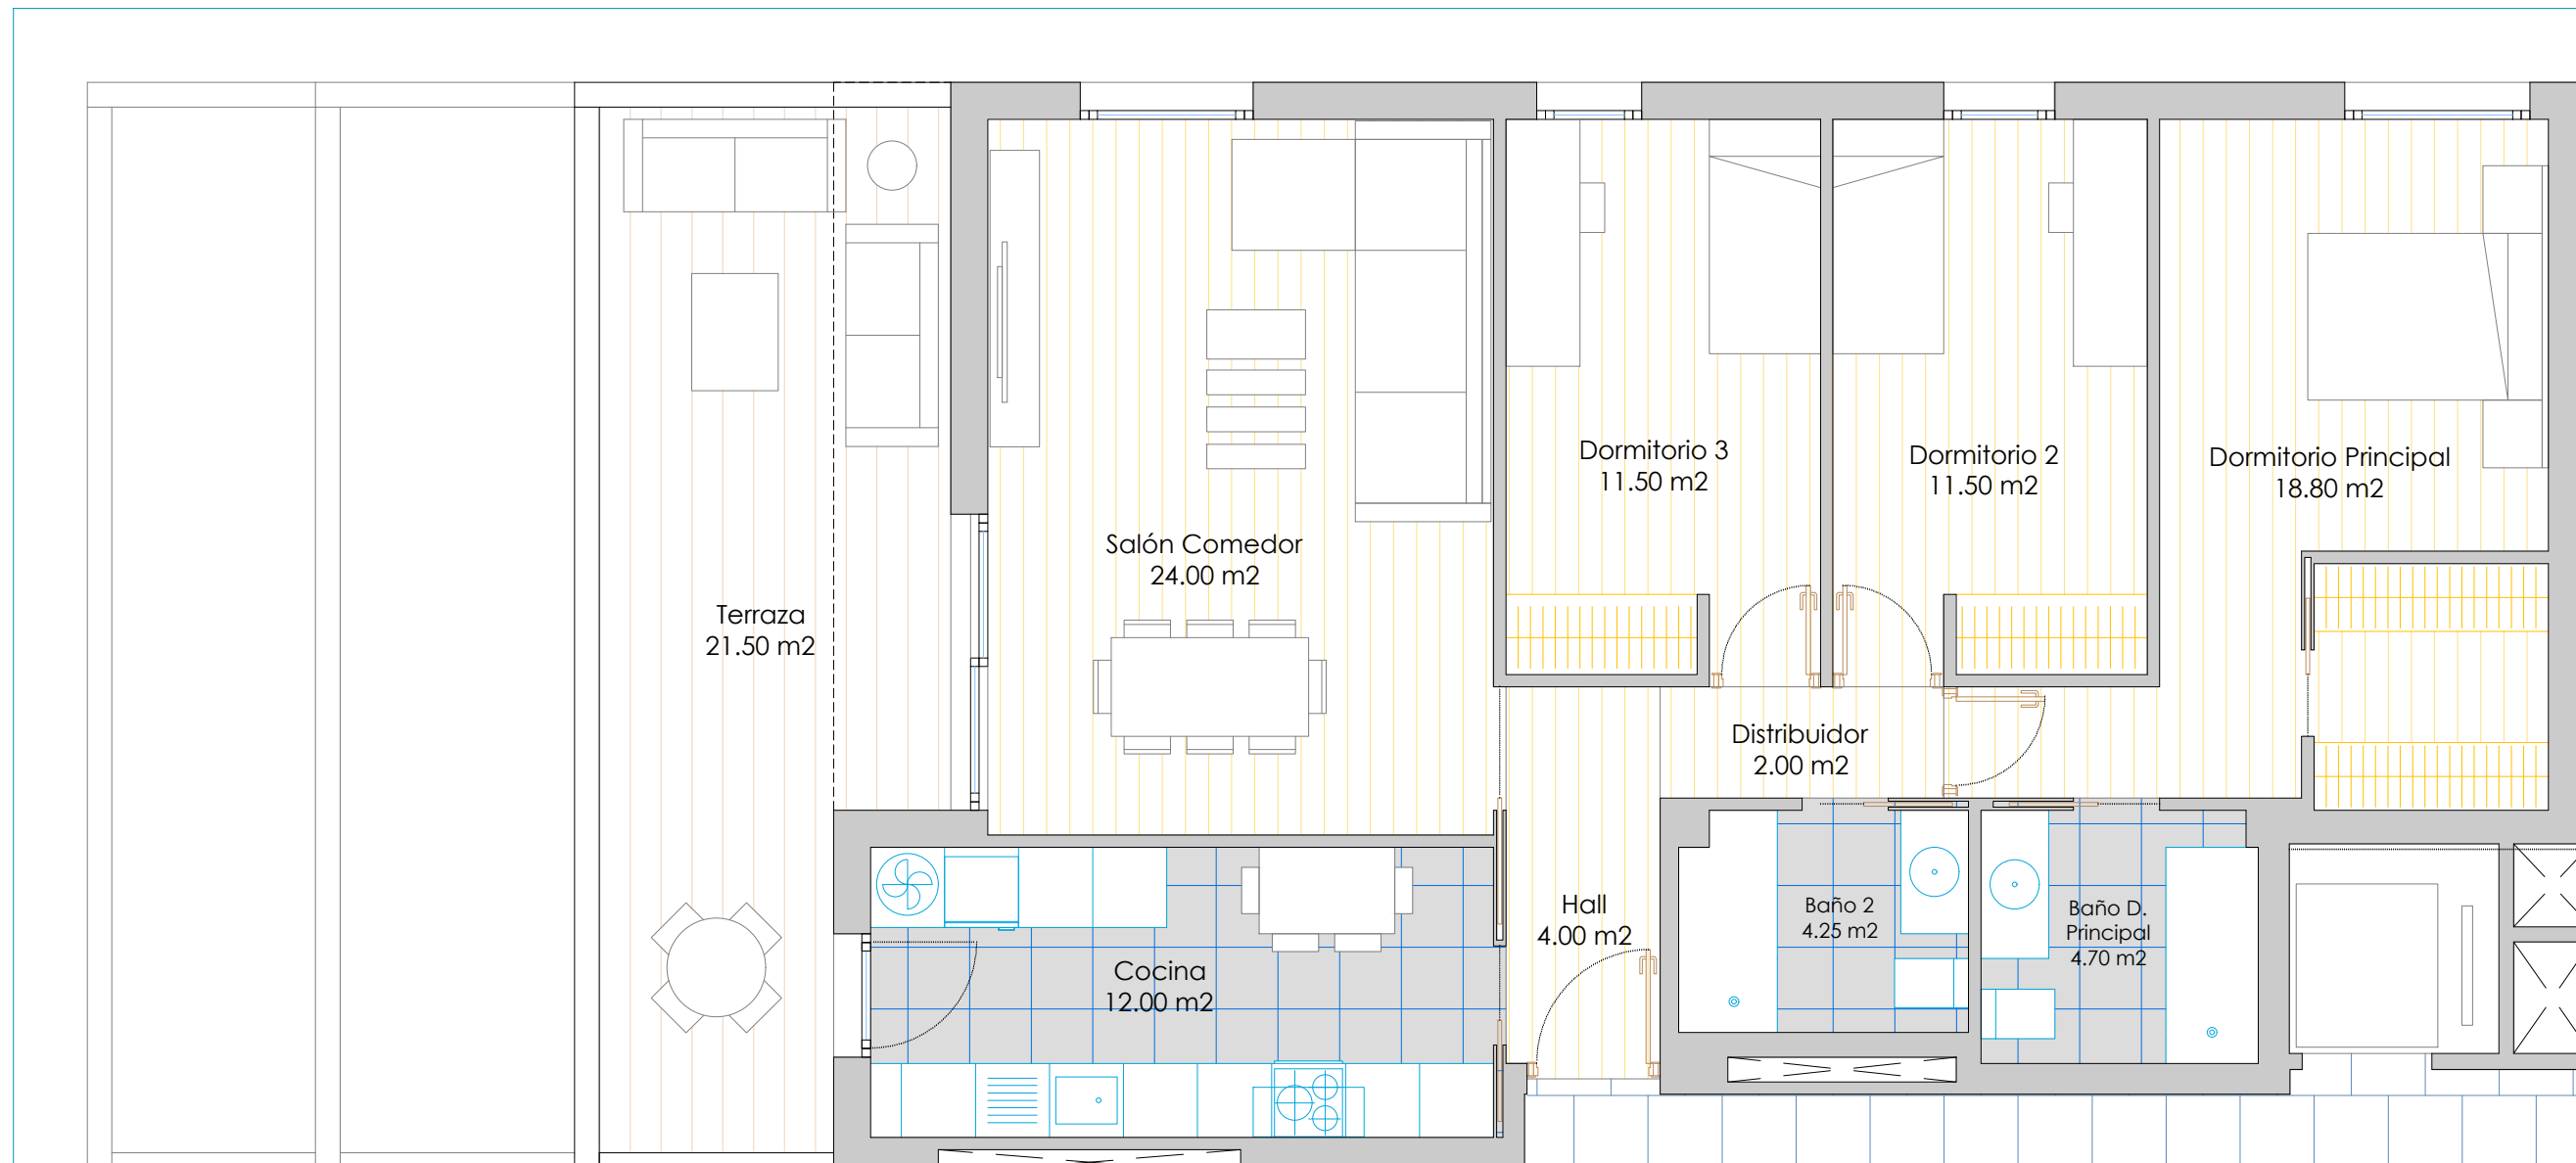 Terraza
21.50 m2
Salón Comedor
24.00 m2
Dormitorio 3
11.50 m2
Dormitorio 2
11.50 m2
Dormitorio Principal
18.80 m2
Distribuidor
2.00 m2
Hall
4.00 m2
Cocina
12.00 m2
Baño 2
4.25 m2
Baño D.
Principal
4.70 m2